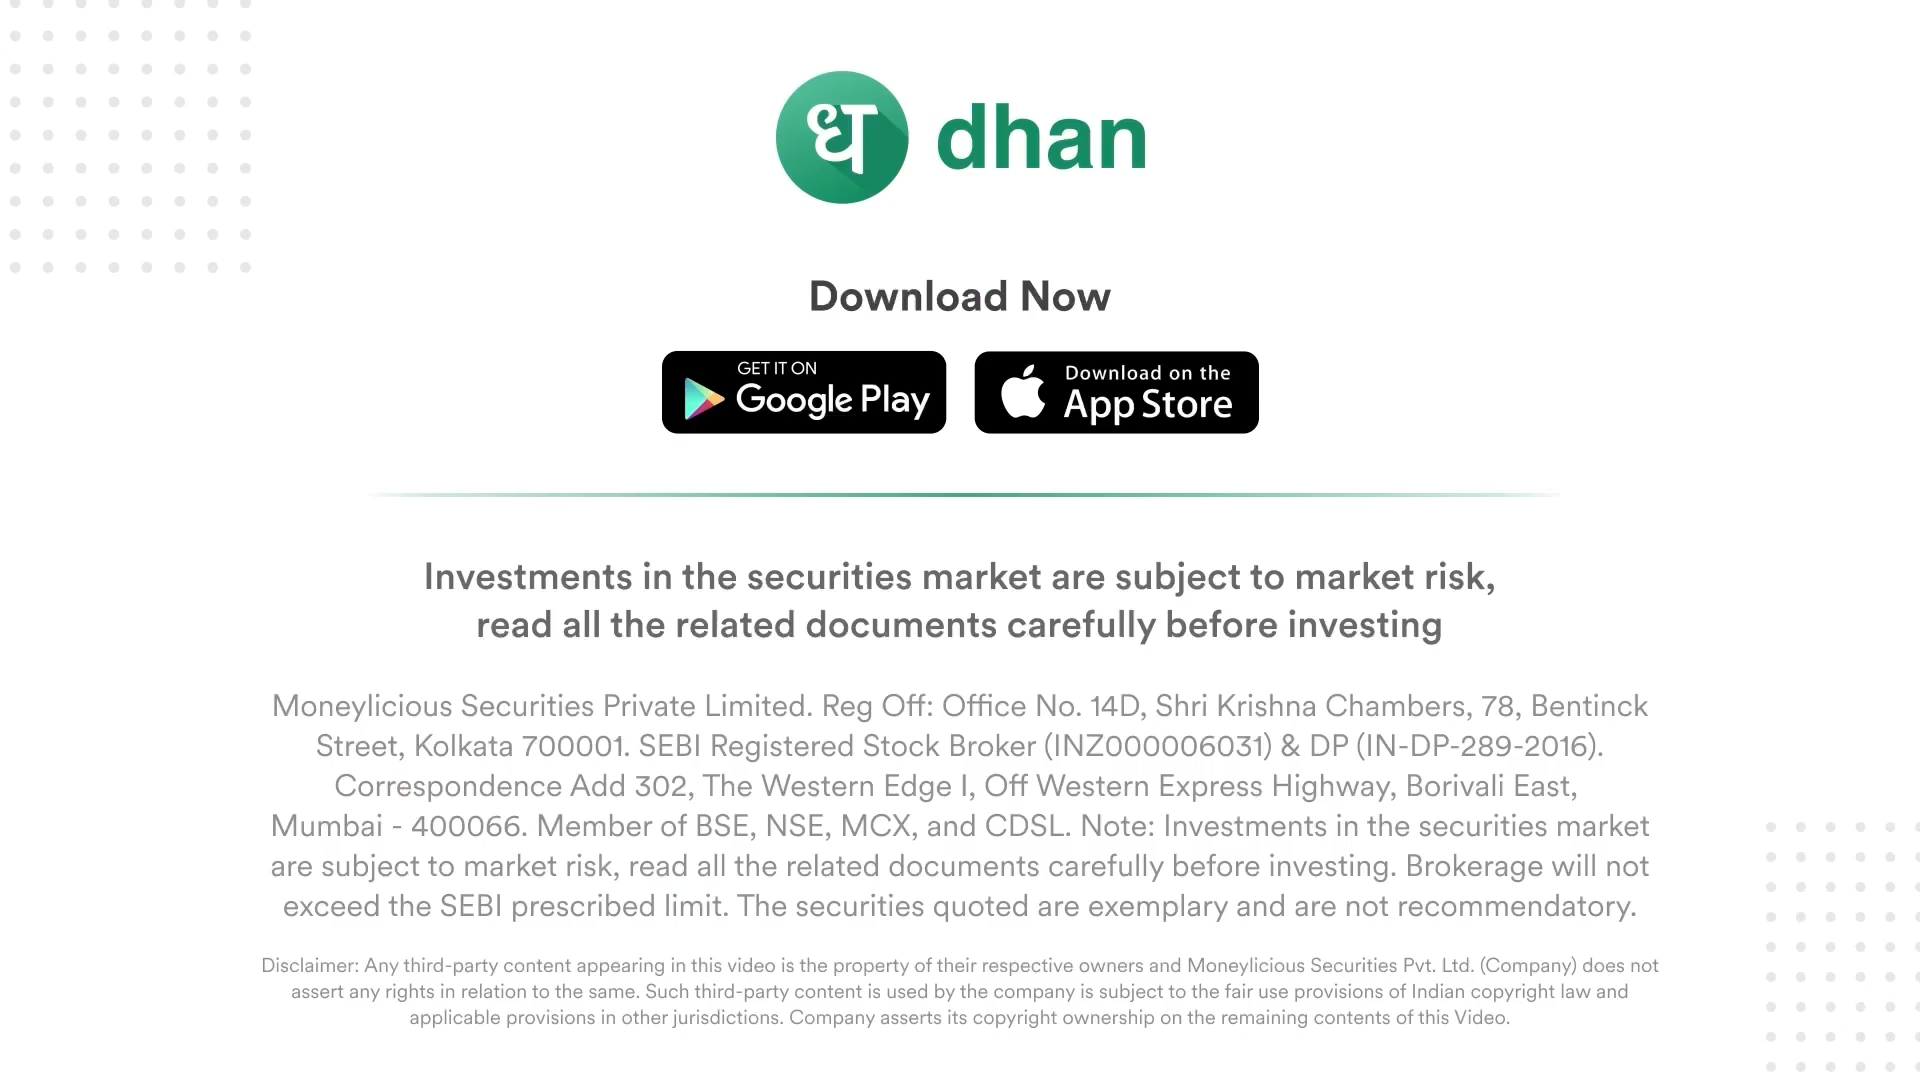 ध dhan
Download Now
GET IT ON
Google Play
Download on the
App Store
Investments in the securities market are subject to market risk,
read all the related documents carefully before investing
Moneylicious Securities Private Limited. Reg Off: Office No. 14D, Shri Krishna Chambers, 78, Bentinck
Street, Kolkata 700001. SEBI Registered Stock Broker (INZ000006031) & DP (IN-DP-289-2016).
Correspondence Add 302, The Western Edge I, Off Western Express Highway, Borivali East,
Mumbai - 400066. Member of BSE, NSE, MCX, and CDSL. Note: Investments in the securities market
are subject to market risk, read all the related documents carefully before investing. Brokerage will not
exceed the SEBI prescribed limit. The securities quoted are exemplary and are not recommendatory.
Disclaimer: Any third-party content appearing in this video is the property of their respective owners and Moneylicious Securities Pvt. Ltd. (Company) does not
assert any rights in relation to the same. Such third-party content is used by the company is subject to the fair use provisions of Indian copyright law and
applicable provisions in other jurisdictions. Company asserts its copyright ownership on the remaining contents of this Video.